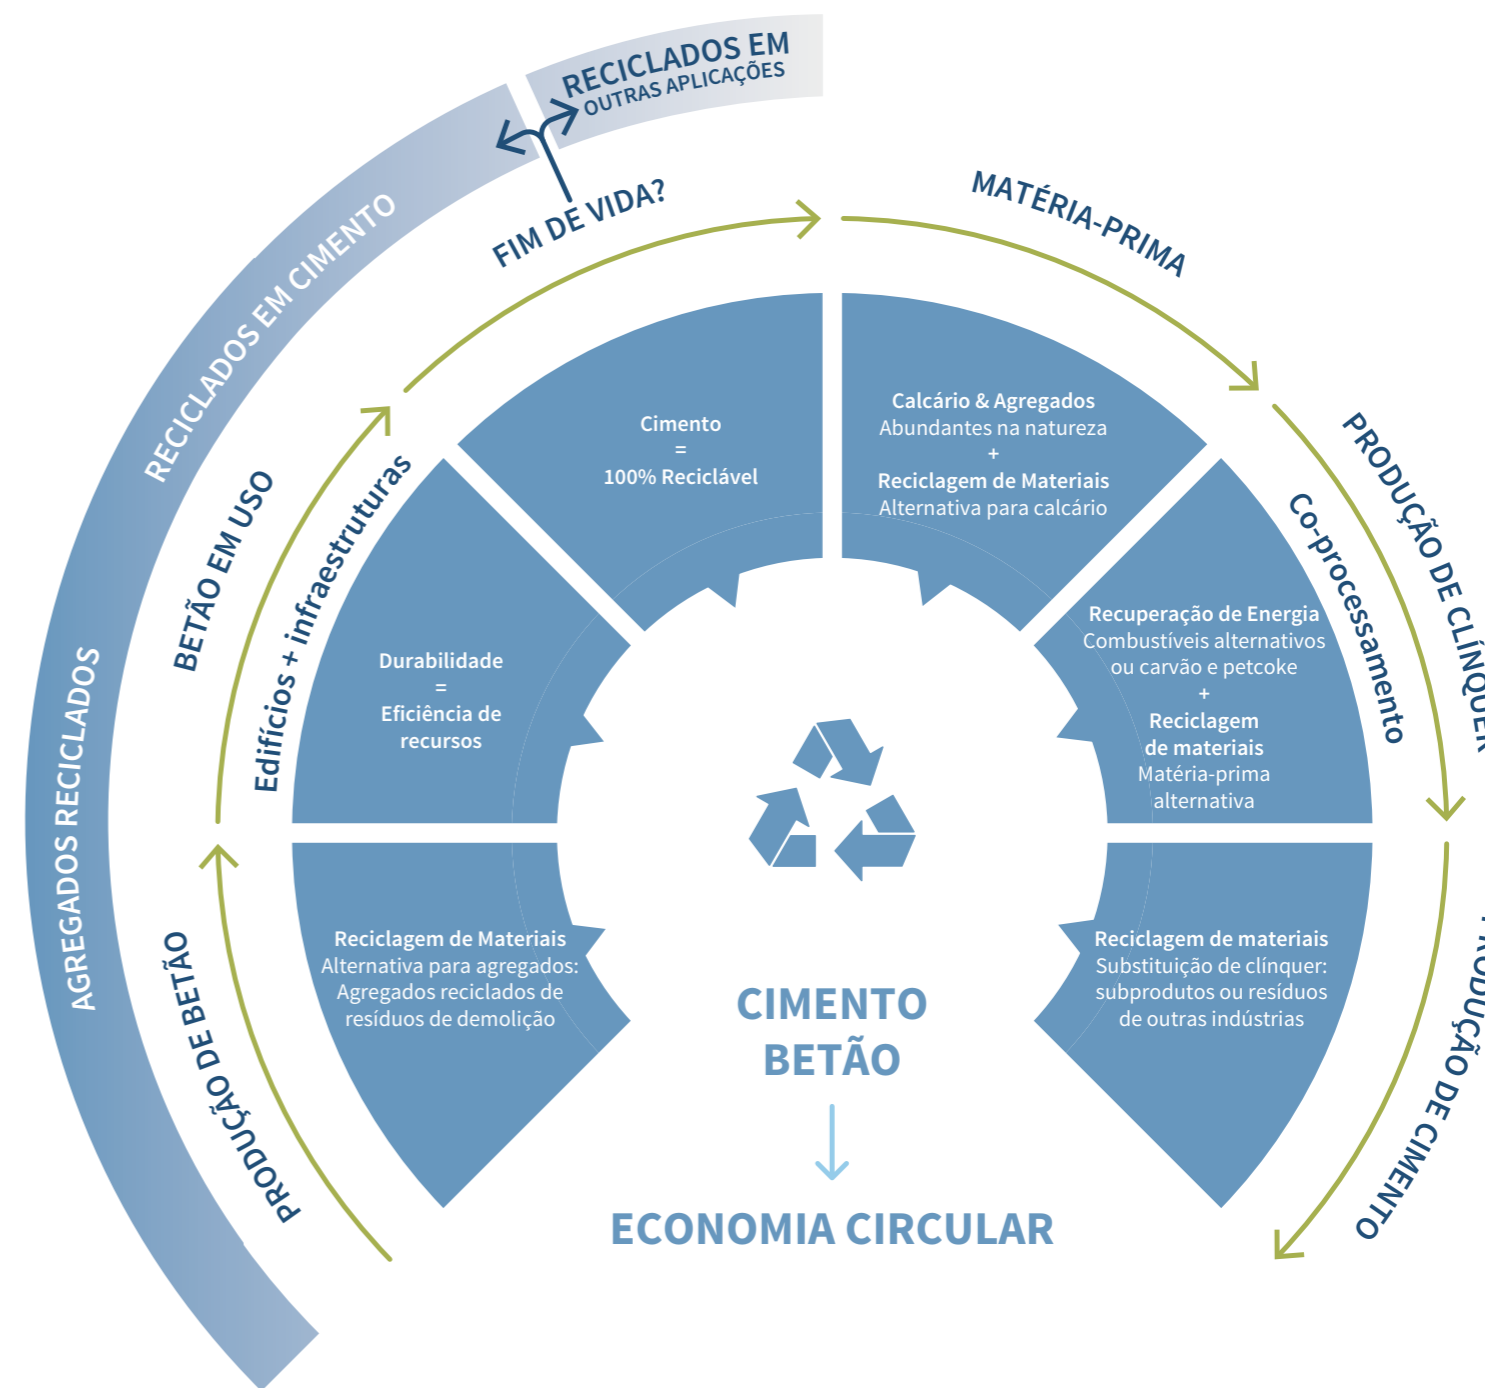 RECICLADOS EM
OUTRAS APLICAÇÕES
RECICLADOS EM CIMENTO
AGREGADOS RECICLADOS
FIM DE VIDA?
MATÉRIA-PRIMA
PRODUÇÃO DE CLÍNQUER
Co-processamento
PRODUÇÃO DE CIMENTO
PRODUÇÃO DE BETÃO
BETÃO EM USO
Edifícios + infraestruturas
Cimento
=
100% Reciclável
Calcário & Agregados
Abundantes na natureza
+
Reciclagem de Materiais
Alternativa para calcário
Recuperação de Energia
Combustíveis alternativos
ou carvão e petcoke
+
Reciclagem
de materiais
Matéria-prima
alternativa
Reciclagem de materiais
Substituição de clínquer:
subprodutos ou resíduos
de outras indústrias
Reciclagem de Materiais
Alternativa para agregados:
Agregados reciclados de
resíduos de demolição
Durabilidade
=
Eficiência de
recursos
CIMENTO
BETÃO
ECONOMIA CIRCULAR